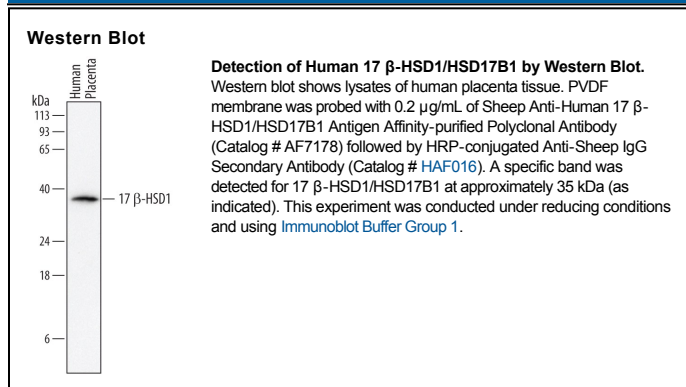 Western Blot
Human
Placenta
kDa
113
93
65
40
24
18
6
17 β-HSD1
Detection of Human 17 β-HSD1/HSD17B1 by Western Blot.
Western blot shows lysates of human placenta tissue. PVDF
membrane was probed with 0.2 µg/mL of Sheep Anti-Human 17 β-
HSD1/HSD17B1 Antigen Affinity-purified Polyclonal Antibody
(Catalog # AF7178) followed by HRP-conjugated Anti-Sheep IgG
Secondary Antibody (Catalog # HAF016). A specific band was
detected for 17 β-HSD1/HSD17B1 at approximately 35 kDa (as
indicated). This experiment was conducted under reducing conditions
and using Immunoblot Buffer Group 1.